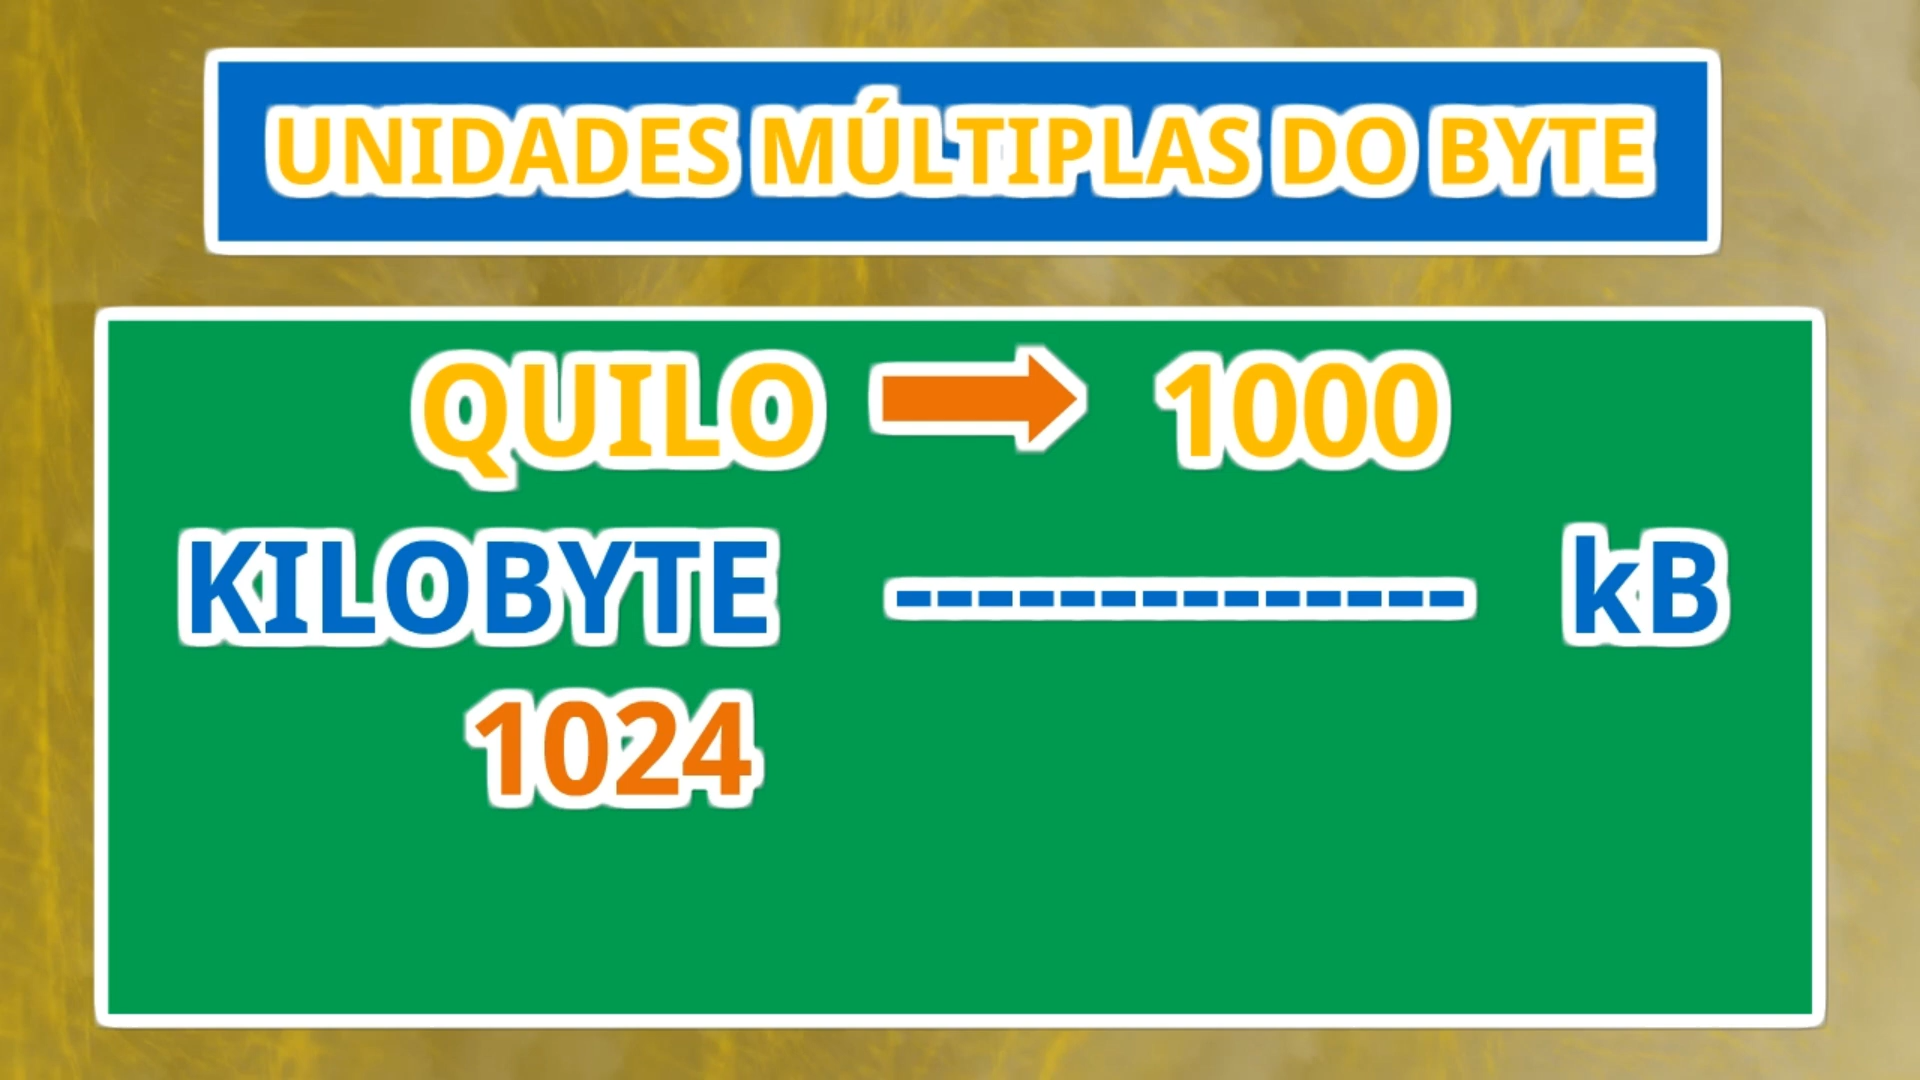 UNIDADES MÚLTIPLAS DO BYTE
QUILO 1000
KILOBYTE -------------- kB
1024